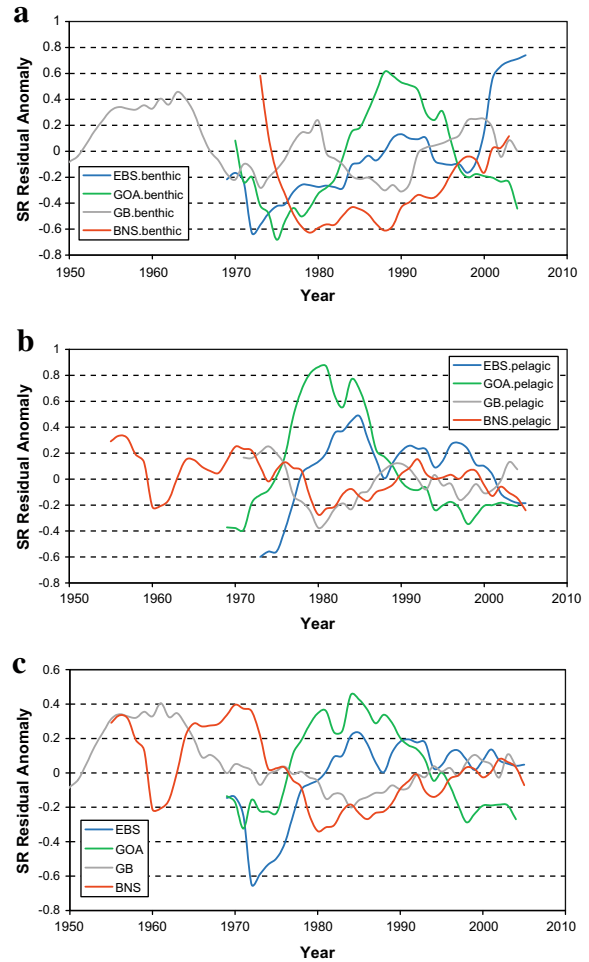 a
SR Residual Anomaly
1
0.8
0.6
0.4
0.2
0
-0.2
-0.4
-0.6
-0.8
EBS.benthic
GOA.benthic
GB.benthic
BNS.benthic
1950 1960 1970 1980 1990 2000 2010
Year
b
SR Residual Anomaly
1
0.8
0.6
0.4
0.2
0
-0.2
-0.4
-0.6
-0.8
EBS.pelagic
GOA.pelagic
GB.pelagic
BNS.pelagic
1950 1960 1970 1980 1990 2000 2010
Year
c
SR Residual Anomaly
0.6
0.4
0.2
0
-0.2
-0.4
-0.6
-0.8
EBS
GOA
GB
BNS
1950 1960 1970 1980 1990 2000 2010
Year